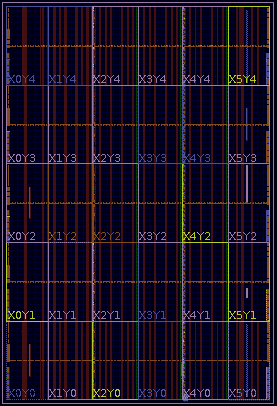 X0Y4 X1Y4 X2Y4 X3Y4 X4Y4 X5Y4
X0Y3 X1Y3 X2Y3 X3Y3 X4Y3 X5Y3
X0Y2 X1Y2 X2Y2 X3Y2 X4Y2 X5Y2
X0Y1 X1Y1 X2Y1 X3Y1 X4Y1 X5Y1
X0Y0 X1Y0 X2Y0 X3Y0 X4Y0 X5Y0